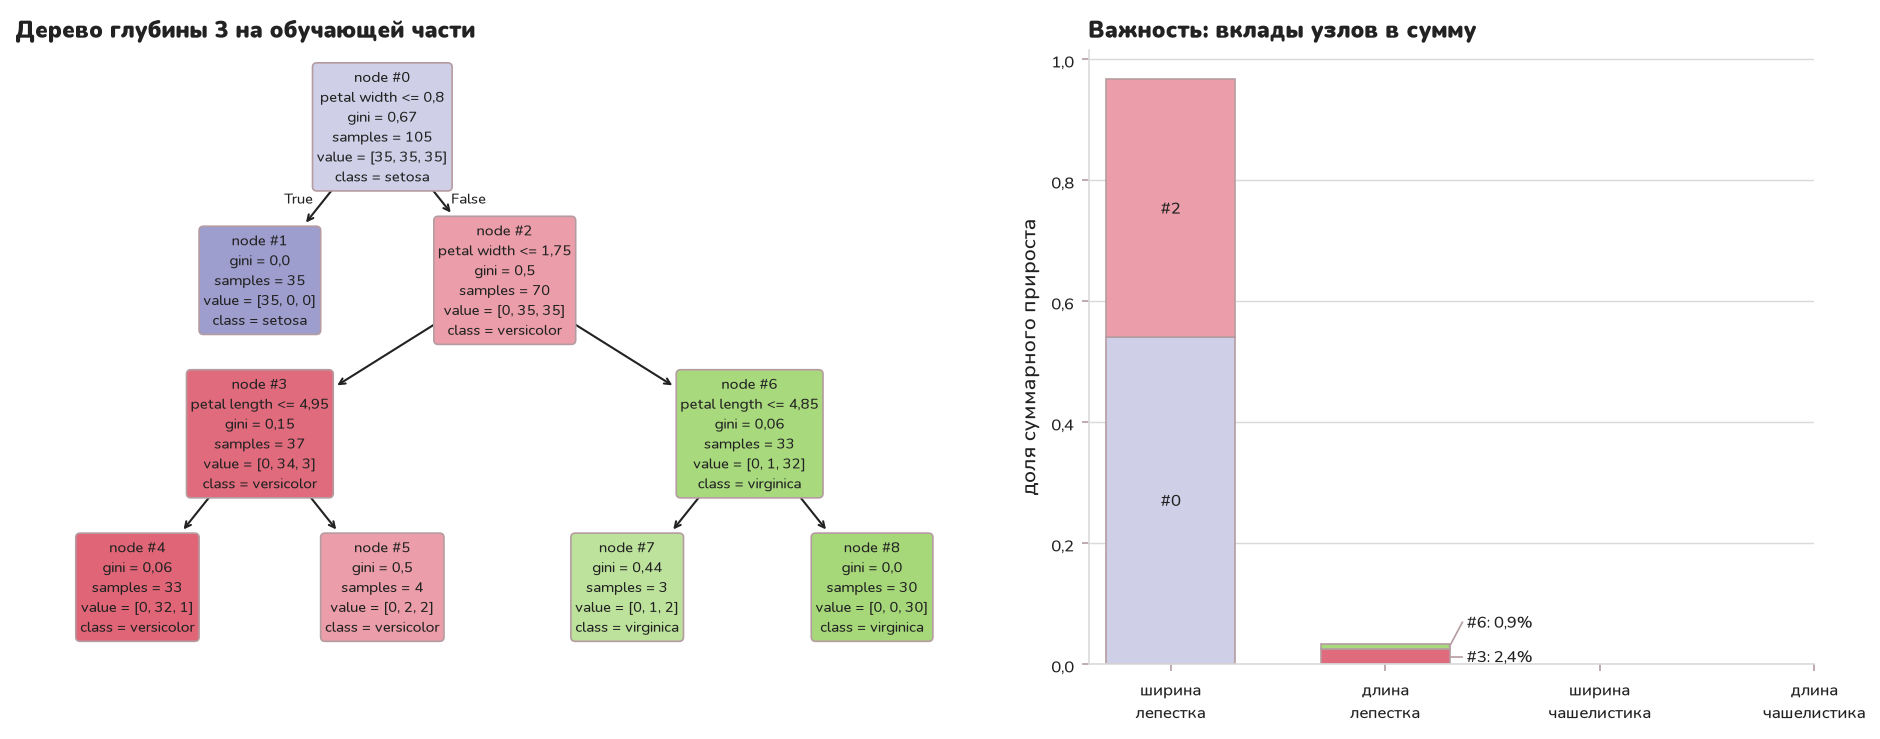 Дерево глубины 3 на обучающей части
node #0
petal width <= 0,8
gini = 0,67
samples = 105
value = [35, 35, 35]
class = setosa
True
False
node #1
gini = 0,0
samples = 35
value = [35, 0, 0]
class = setosa
node #2
petal width <= 1,75
gini = 0,5
samples = 70
value = [0, 35, 35]
class = versicolor
node #3
petal length <= 4,95
gini = 0,15
samples = 37
value = [0, 34, 3]
class = versicolor
node #6
petal length <= 4,85
gini = 0,06
samples = 33
value = [0, 1, 32]
class = virginica
node #4
gini = 0,06
samples = 33
value = [0, 32, 1]
class = versicolor
node #5
gini = 0,5
samples = 4
value = [0, 2, 2]
class = versicolor
node #7
gini = 0,44
samples = 3
value = [0, 1, 2]
class = virginica
node #8
gini = 0,0
samples = 30
value = [0, 0, 30]
class = virginica
Важность: вклады узлов в сумму
доля суммарного прироста
1,0
0,8
0,6
0,4
0,2
0,0
#2
#0
#6: 0,9%
#3: 2,4%
ширина
лепестка
длина
лепестка
ширина
чашелистика
длина
чашелистика